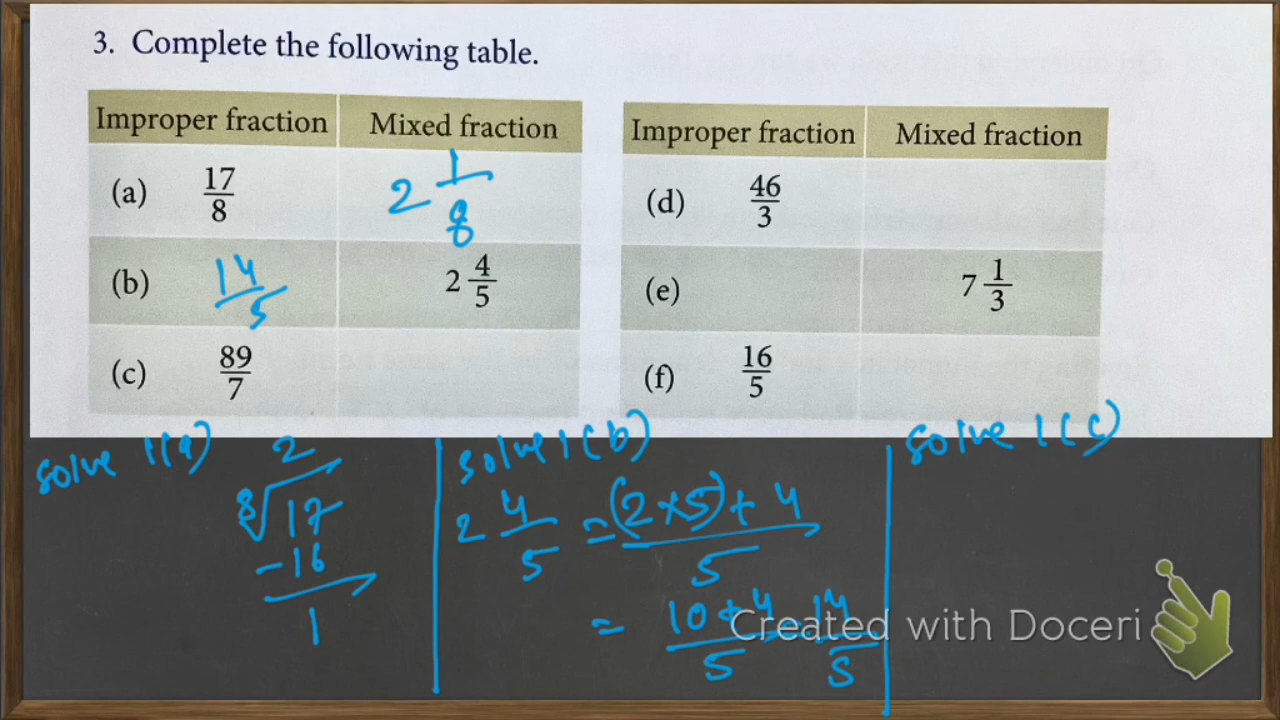 3. Complete the following table.
Improper fraction Mixed fraction
(a) 17/8 2 1/8
(b) 14/5 2 4/5
(c) 89/7
Improper fraction Mixed fraction
(d) 46/3
(e) 7 1/3
(f) 16/5
solve 1(a)
2
8√17
-16
1
solve 1(b)
2 4/5 = (2×5)+4/5
= 10+4/5 = 14/5
solve 1(c)
Created with Doceri